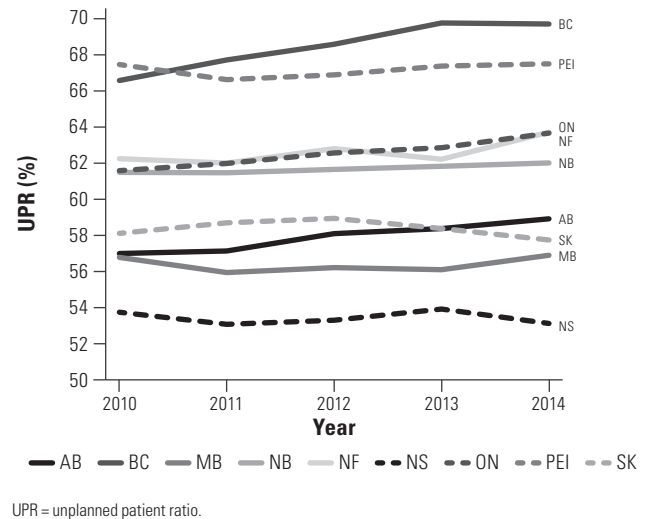 70
68
66
64
62
60
58
56
54
52
50
UPR (%)
BC
PEI
ON
NF
NB
AB
SK
MB
NS
2010 2011 2012 2013 2014
Year
AB BC MB NB NF NS ON PEI SK
UPR = unplanned patient ratio.